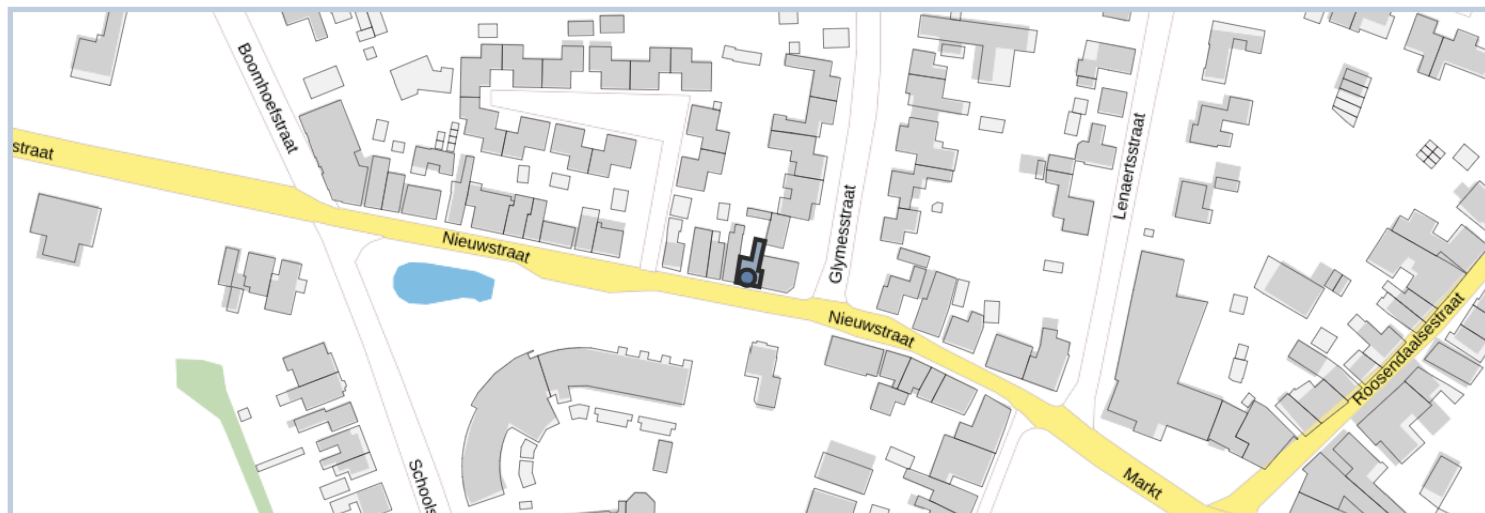 straat
Boomhoefstraat
Nieuwstraat
Glymesstraat
Lenaertsstraat
Nieuwstraat
Roosendaalsestraat
Schools
Markt